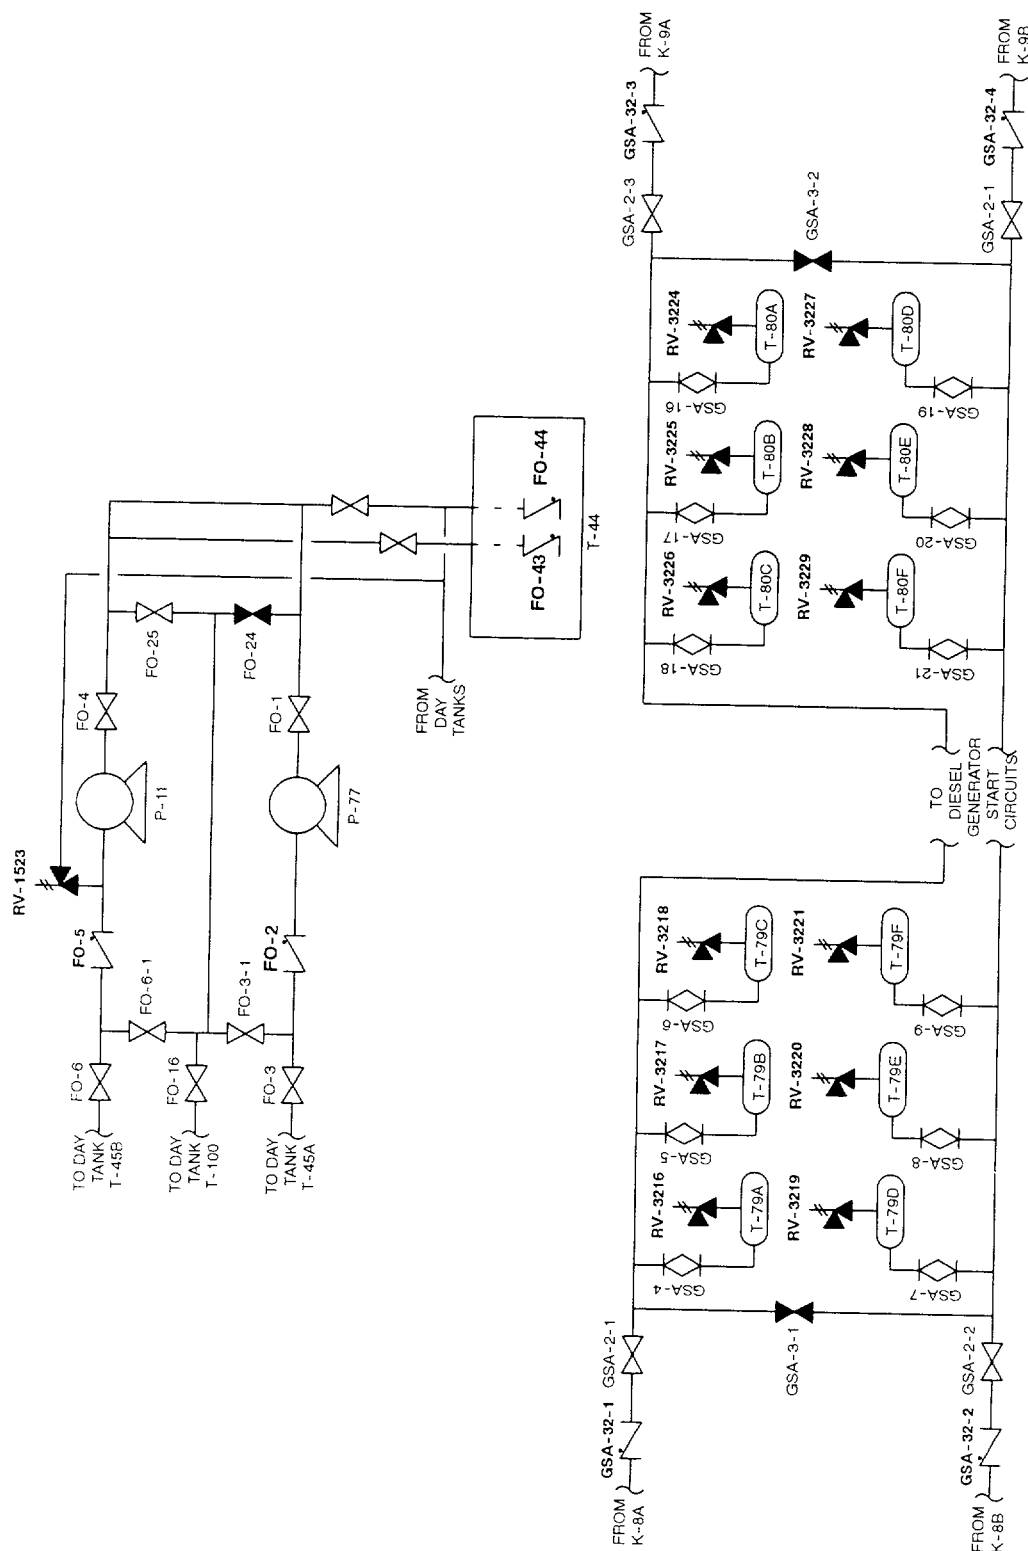 RV-1523
TO DAY
TANK
T-45B
FO-6
FO-5
P-11
FO-4
FO-6-1
FO-25
TO DAY
TANK
T-100
FO-16
FO-3-1
FO-24
TO DAY
TANK
T-45A
FO-3
FO-2
P-77
FO-1
FROM
DAY
TANKS
FO-43
FO-44
T-44
FROM
K-8A
GSA-32-1
GSA-2-1
GSA-4
RV-3216
T-79A
GSA-5
RV-3217
T-79B
GSA-6
RV-3218
T-79C
GSA-3-1
RV-3219
T-79D
GSA-7
RV-3220
T-79E
GSA-8
RV-3221
T-79F
GSA-9
FROM
K-8B
GSA-32-2
GSA-2-2
TO
DIESEL
GENERATOR
START
CIRCUITS
GSA-18
RV-3226
T-80C
GSA-17
RV-3225
T-80B
GSA-16
RV-3224
T-80A
GSA-2-3
GSA-32-3
FROM
K-9A
GSA-3-2
RV-3229
T-80F
GSA-21
RV-3228
T-80E
GSA-20
RV-3227
T-80D
GSA-19
GSA-2-1
GSA-32-4
FROM
K-9B